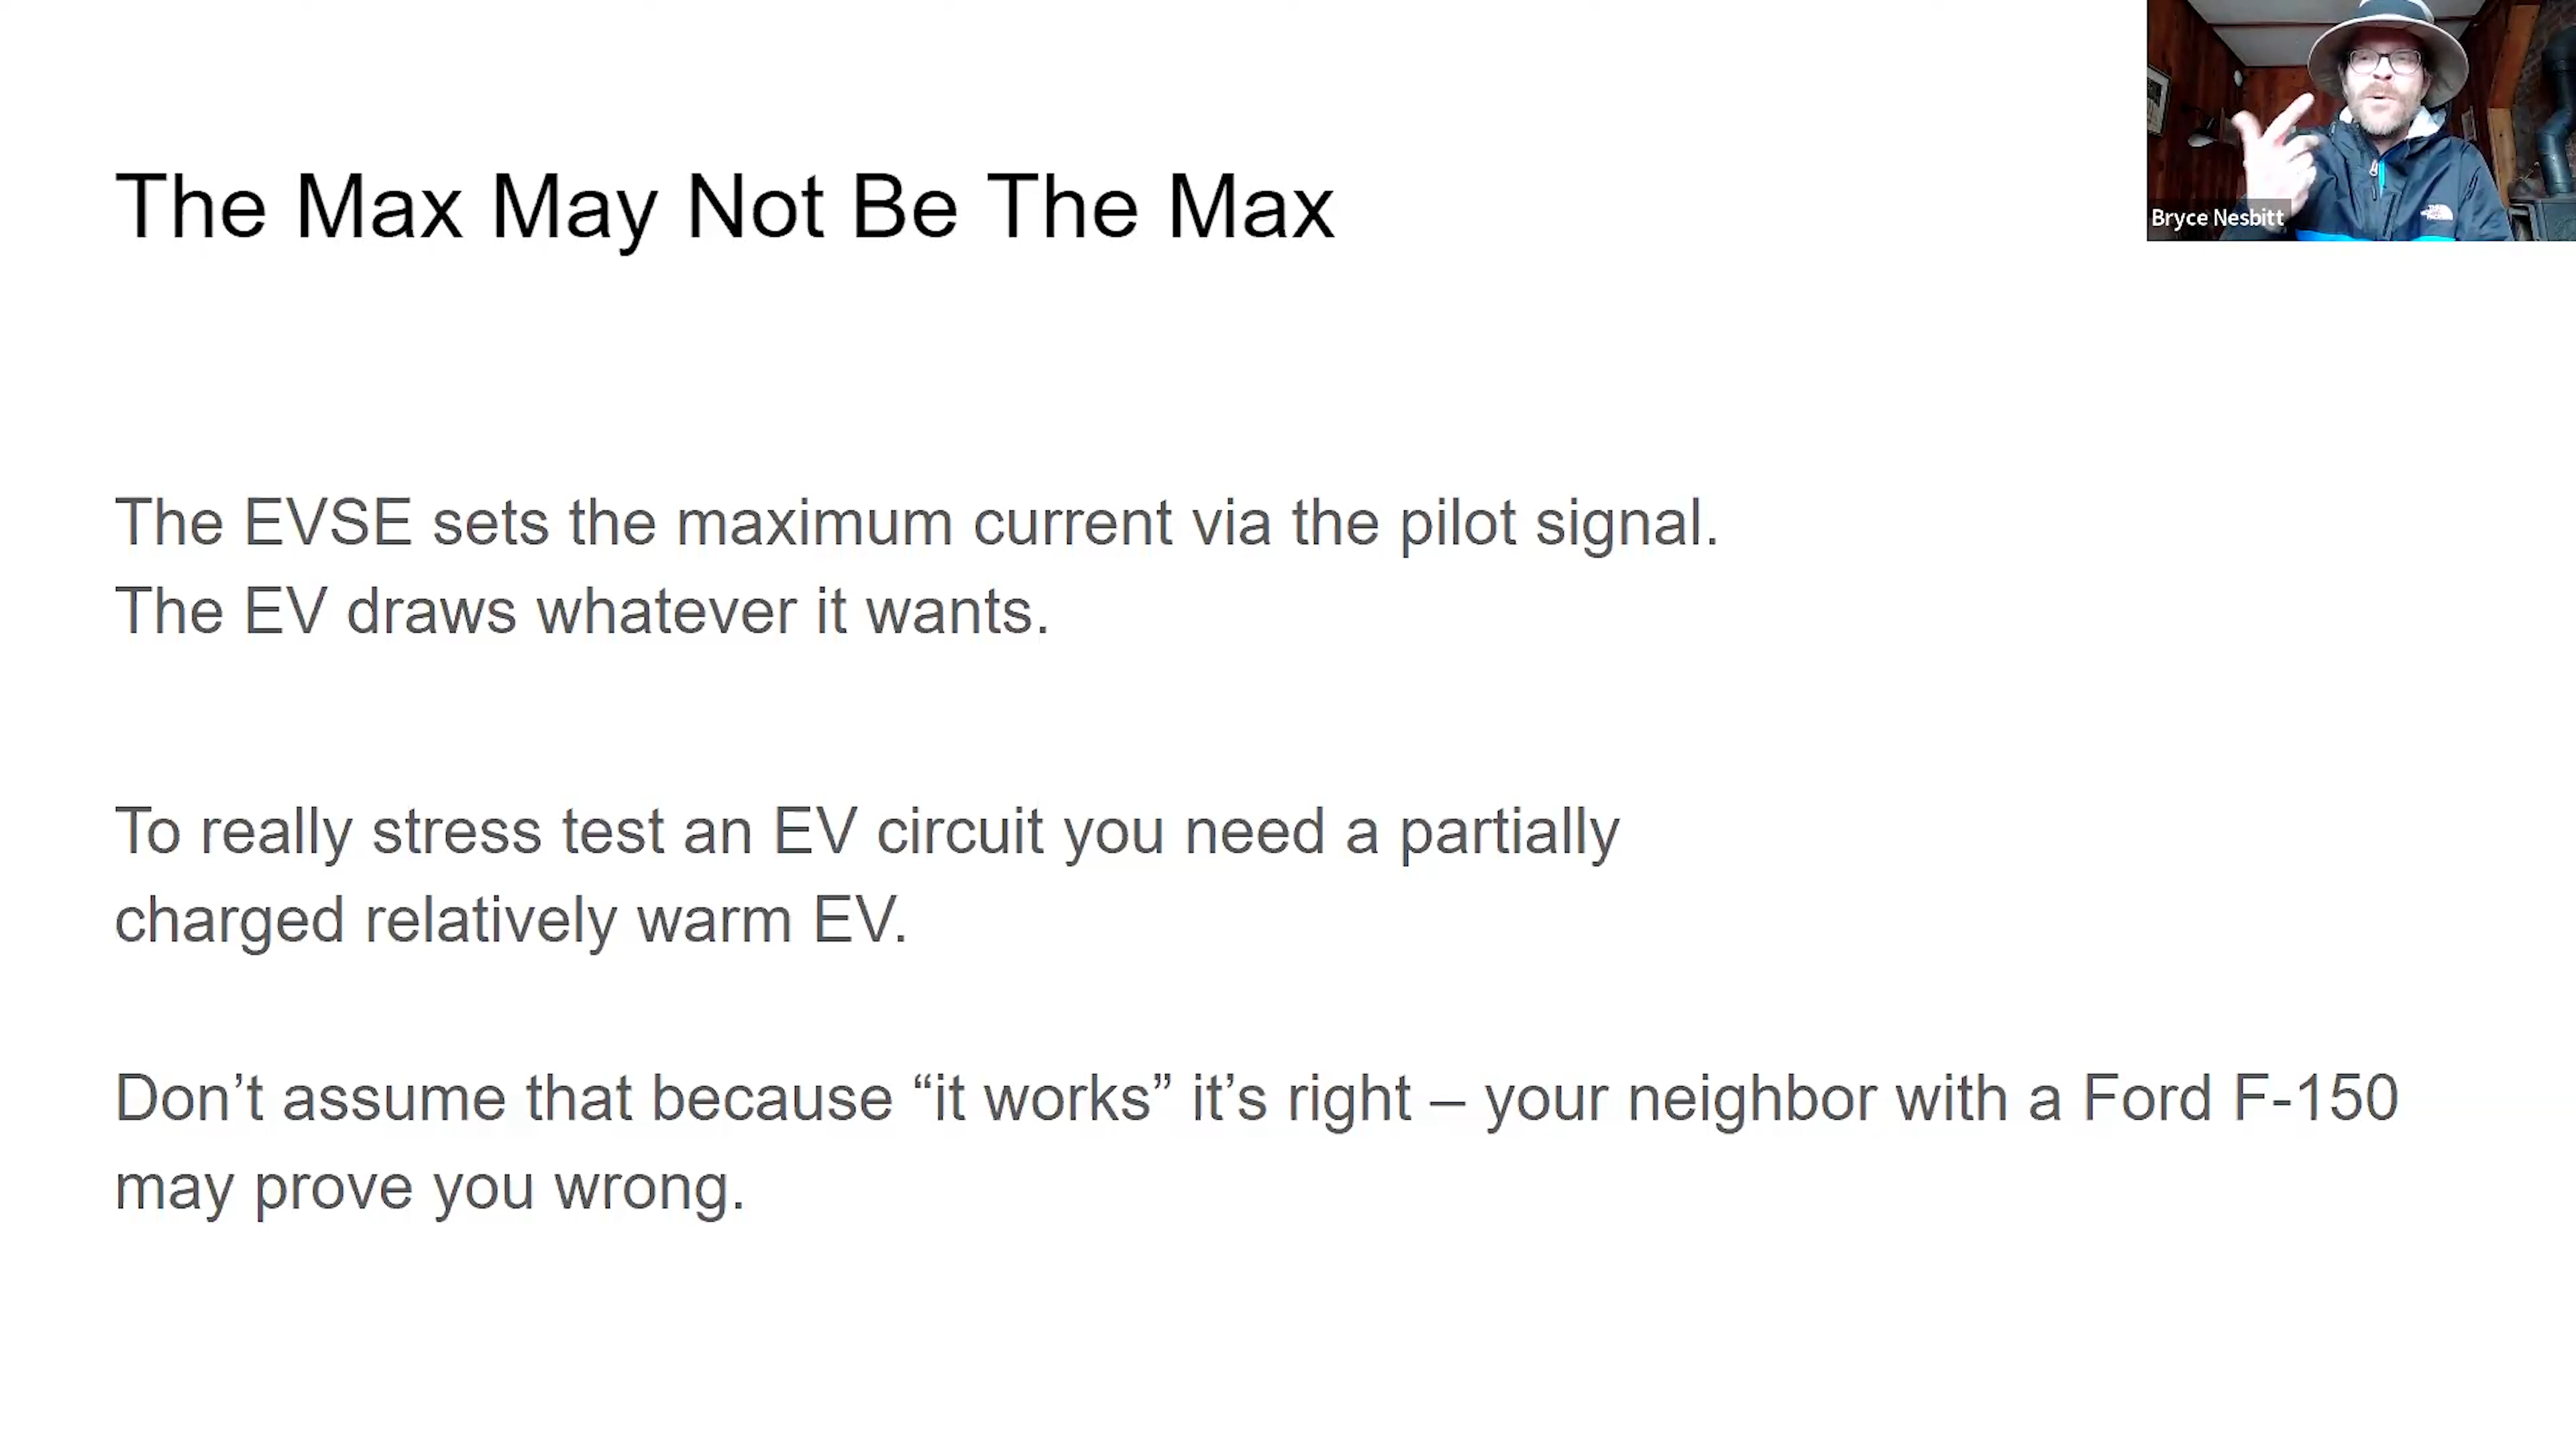 The Max May Not Be The Max
Bryce Nesbitt
The EVSE sets the maximum current via the pilot signal.
The EV draws whatever it wants.
To really stress test an EV circuit you need a partially
charged relatively warm EV.
Don’t assume that because “it works” it’s right – your neighbor with a Ford F-150
may prove you wrong.